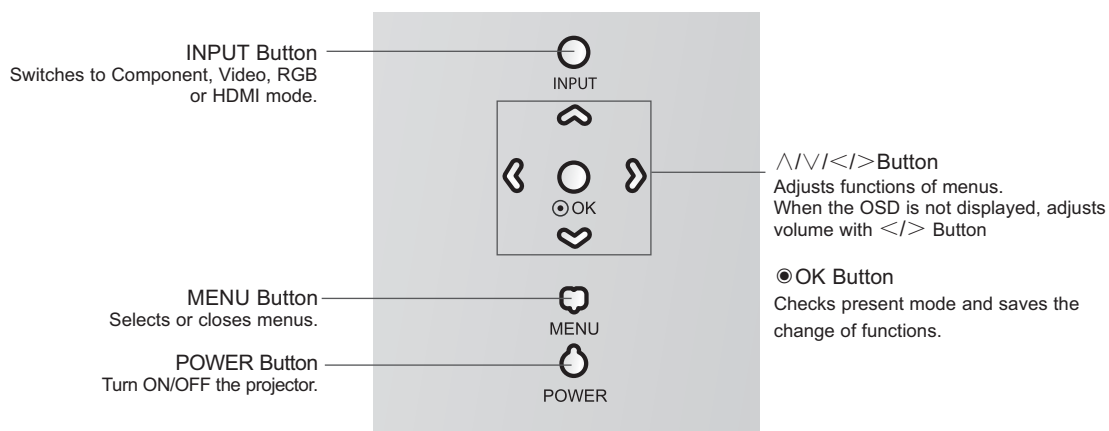 INPUT Button
Switches to Component, Video, RGB
or HDMI mode.
INPUT
◉OK
∧/∨/</>Button
Adjusts functions of menus.
When the OSD is not displayed, adjusts
volume with </> Button
◉OK Button
Checks present mode and saves the
change of functions.
MENU Button
Selects or closes menus.
MENU
POWER Button
Turn ON/OFF the projector.
POWER